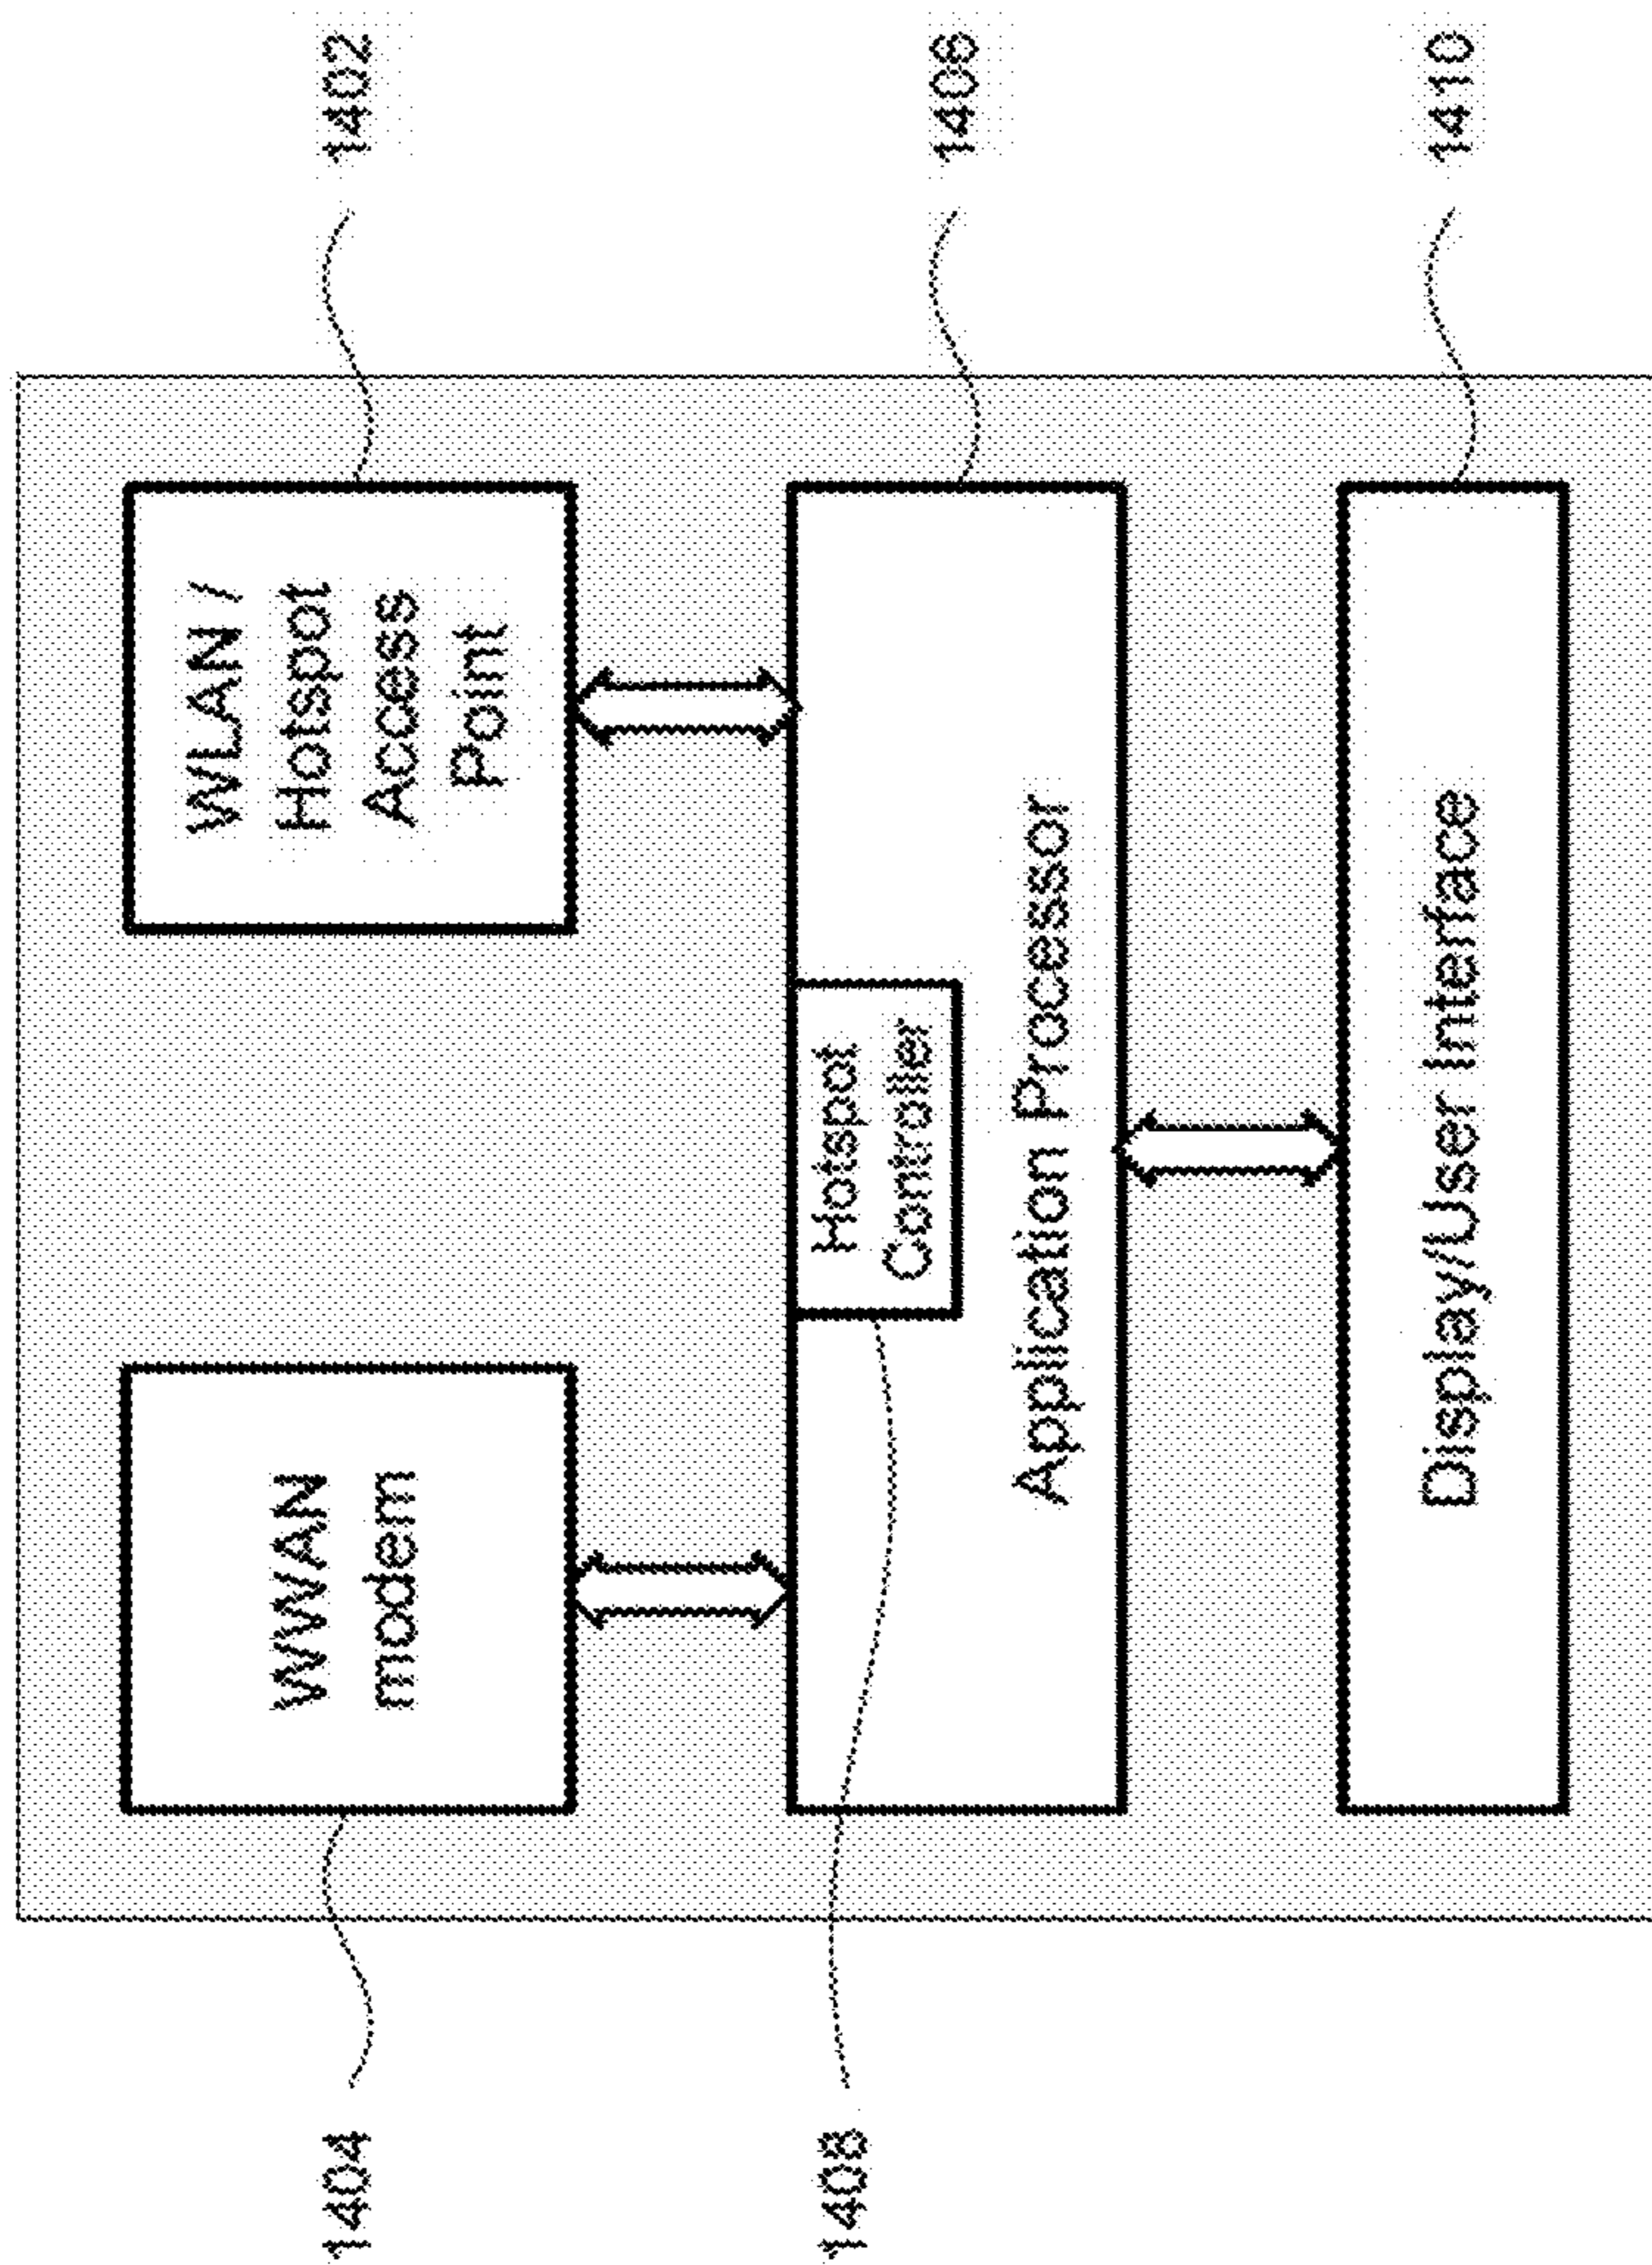 1404
WWAN
modem
WLAN /
Hotspot
Access
Point
1402
1408
Hotspot
Controller
Application Processor
1406
Display/User Interface
1410